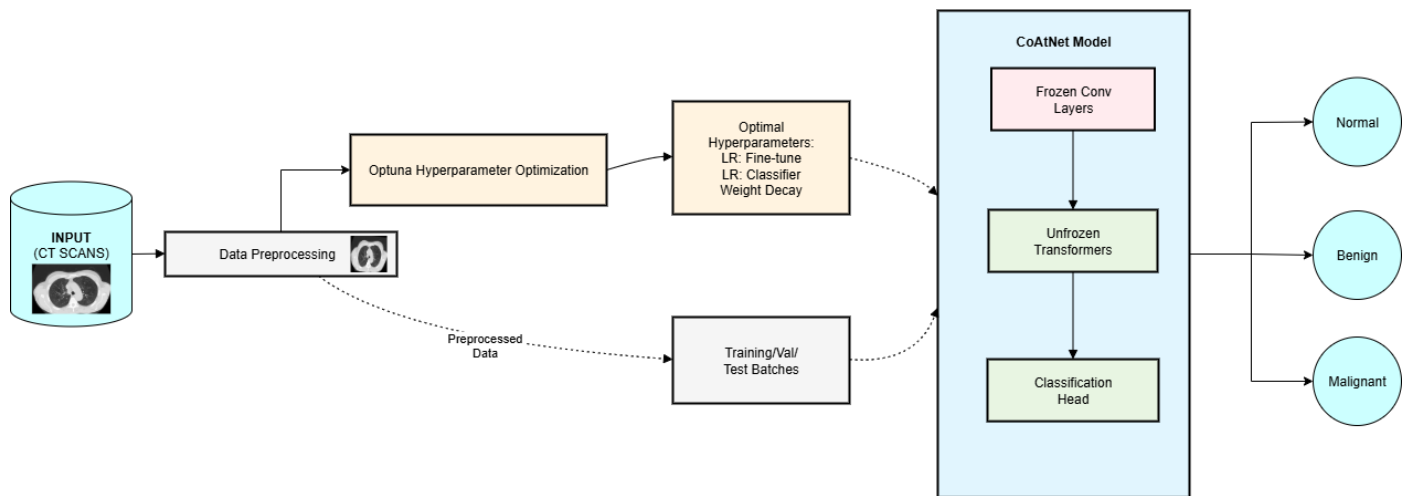 INPUT
(CT SCANS)
Data Preprocessing
Optuna Hyperparameter Optimization
Optimal
Hyperparameters:
LR: Fine-tune
LR: Classifier
Weight Decay
Preprocessed
Data
Training/Val/
Test Batches
CoAtNet Model
Frozen Conv
Layers
Unfrozen
Transformers
Classification
Head
Normal
Benign
Malignant